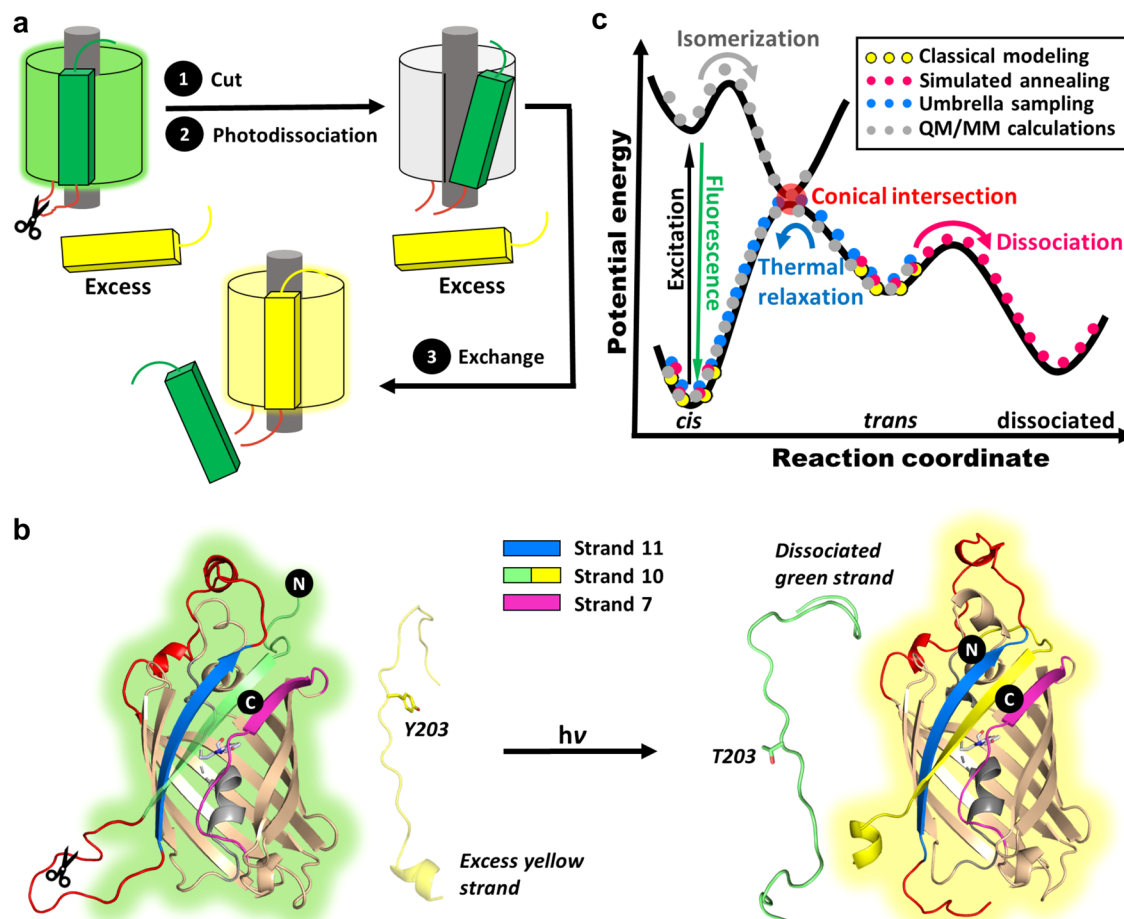 a
1 Cut
2 Photodissociation
Excess
Excess
3 Exchange
c
Isomerization
Classical modeling
Simulated annealing
Umbrella sampling
QM/MM calculations
Potential energy
Excitation
Fluorescence
Conical intersection
Thermal
relaxation
Dissociation
cis
trans
dissociated
Reaction coordinate
b
N
C
Y203
Excess yellow
strand
Strand 11
Strand 10
Strand 7
hν
Dissociated
green strand
T203
N
C